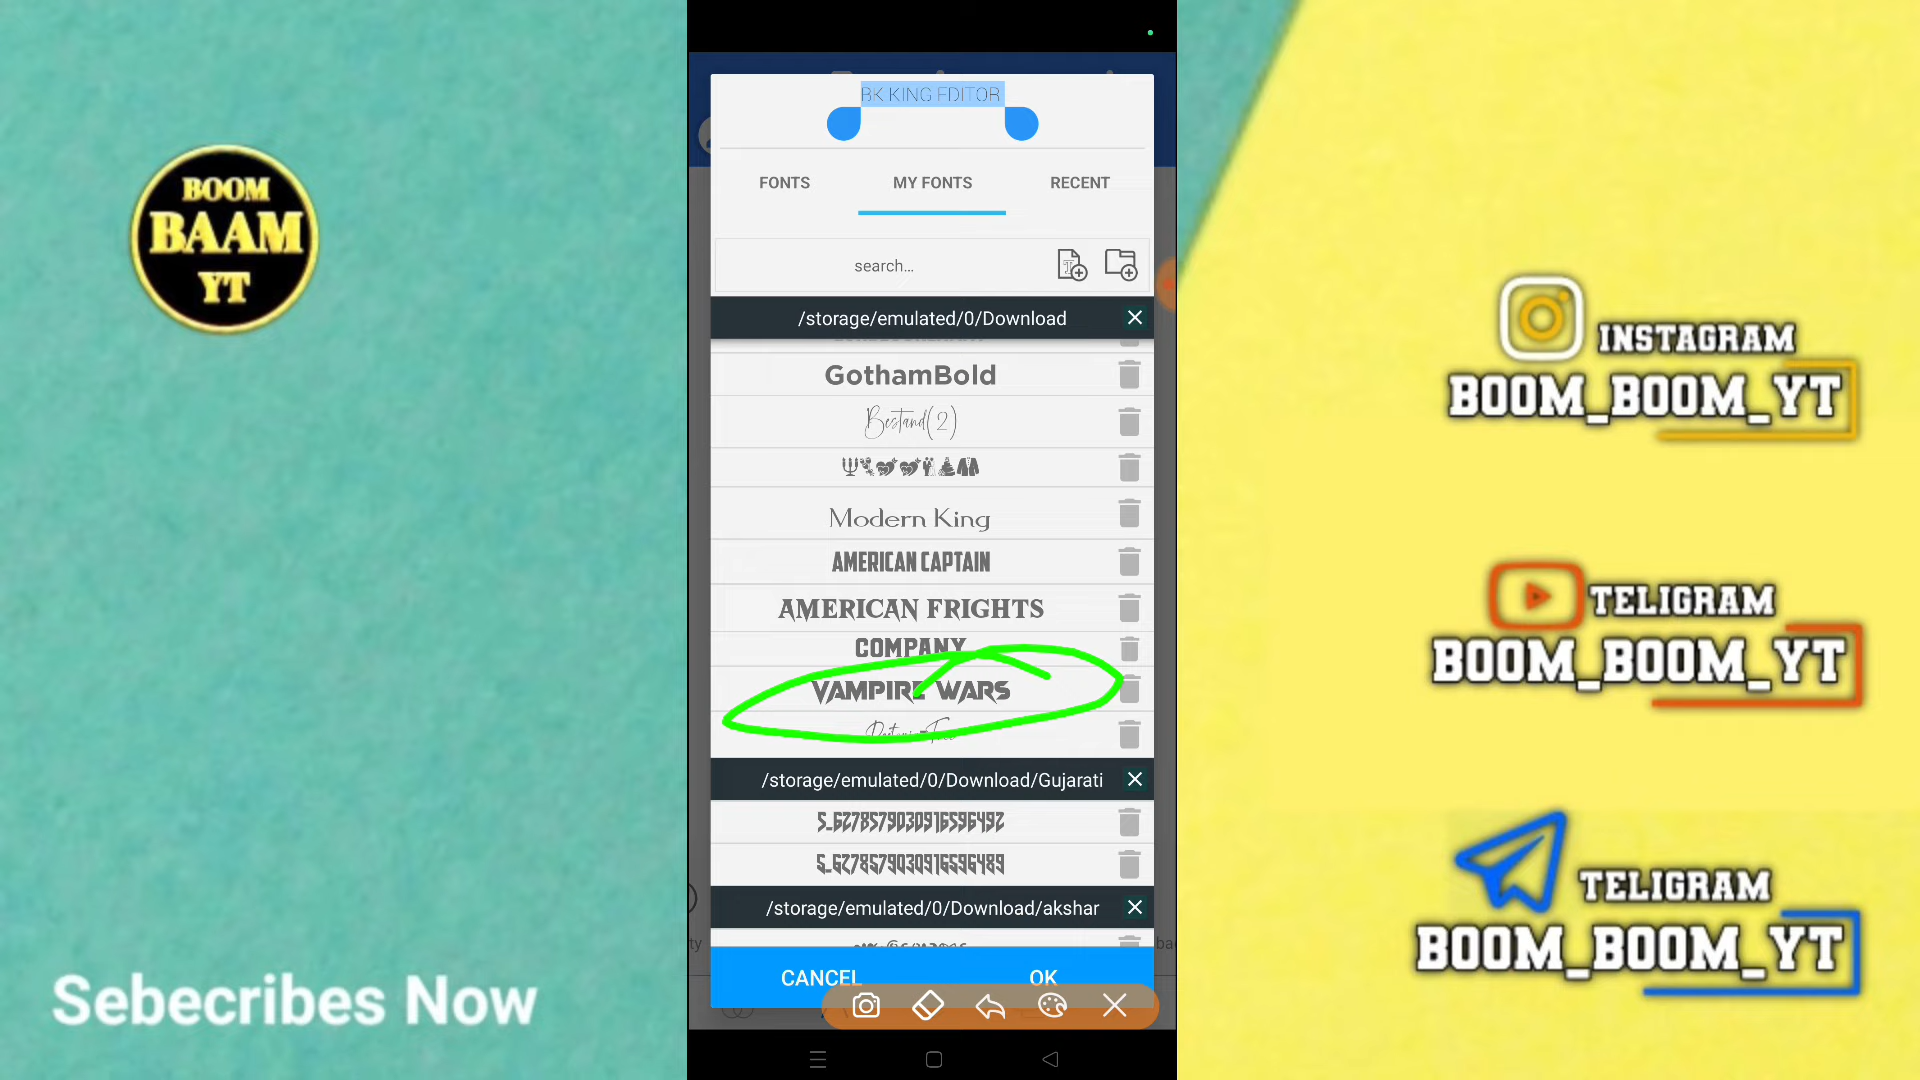 BOOM
BAAM
YT
Sebecribes Now
BK KING EDITOR
FONTS
MY FONTS
RECENT
search...
/storage/emulated/0/Download
GothamBold
Bestand(2)
Modern King
AMERICAN CAPTAIN
AMERICAN FRIGHTS
COMPANY
VAMPIRE WARS
/storage/emulated/0/Download/Gujarati
5_6278579030916596492
5_6278579030916596489
/storage/emulated/0/Download/akshar
ty
ba
CANCEL
OK
INSTAGRAM
BOOM_BOOM_YT
TELIGRAM
BOOM_BOOM_YT
TELIGRAM
BOOM_BOOM_YT